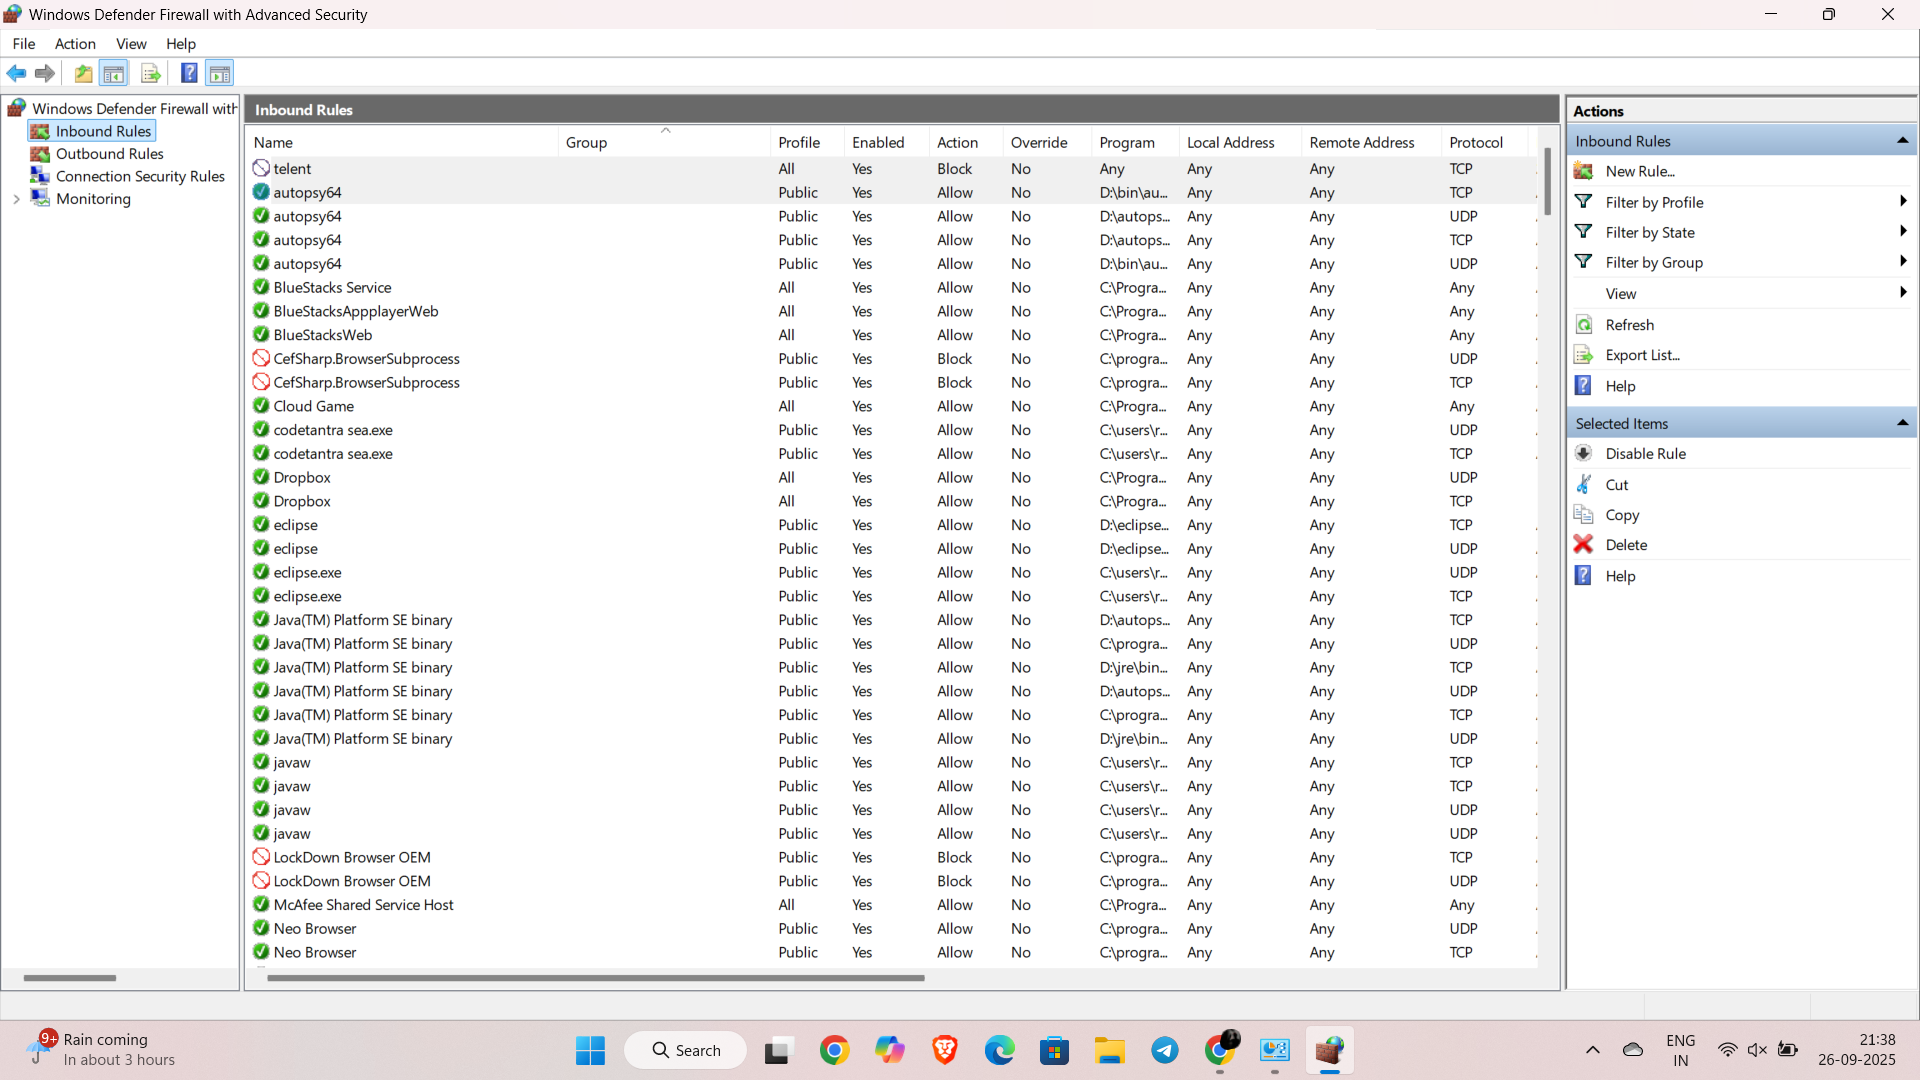 Windows Defender Firewall with Advanced Security
File Action View Help
Windows Defender Firewall with
Inbound Rules
Outbound Rules
Connection Security Rules
Monitoring
Inbound Rules
Name Group Profile Enabled Action Override Program Local Address Remote Address Protocol
telent All Yes Block No Any Any Any TCP
autopsy64 Public Yes Allow No D:\bin\au... Any Any TCP
autopsy64 Public Yes Allow No D:\autops... Any Any UDP
autopsy64 Public Yes Allow No D:\autops... Any Any TCP
autopsy64 Public Yes Allow No D:\bin\au... Any Any UDP
BlueStacks Service All Yes Allow No C:\Progra... Any Any Any
BlueStacksAppplayerWeb All Yes Allow No C:\Progra... Any Any Any
BlueStacksWeb All Yes Allow No C:\Progra... Any Any Any
CefSharp.BrowserSubprocess Public Yes Block No C:\progra... Any Any UDP
CefSharp.BrowserSubprocess Public Yes Block No C:\progra... Any Any TCP
Cloud Game All Yes Allow No C:\Progra... Any Any Any
codetantra sea.exe Public Yes Allow No C:\users\r... Any Any UDP
codetantra sea.exe Public Yes Allow No C:\users\r... Any Any TCP
Dropbox All Yes Allow No C:\Progra... Any Any UDP
Dropbox All Yes Allow No C:\Progra... Any Any TCP
eclipse Public Yes Allow No D:\eclipse... Any Any TCP
eclipse Public Yes Allow No D:\eclipse... Any Any UDP
eclipse.exe Public Yes Allow No C:\users\r... Any Any UDP
eclipse.exe Public Yes Allow No C:\users\r... Any Any TCP
Java(TM) Platform SE binary Public Yes Allow No D:\autops... Any Any TCP
Java(TM) Platform SE binary Public Yes Allow No C:\progra... Any Any UDP
Java(TM) Platform SE binary Public Yes Allow No D:\jre\bin... Any Any TCP
Java(TM) Platform SE binary Public Yes Allow No D:\autops... Any Any UDP
Java(TM) Platform SE binary Public Yes Allow No C:\progra... Any Any TCP
Java(TM) Platform SE binary Public Yes Allow No D:\jre\bin... Any Any UDP
javaw Public Yes Allow No C:\users\r... Any Any TCP
javaw Public Yes Allow No C:\users\r... Any Any TCP
javaw Public Yes Allow No C:\users\r... Any Any UDP
javaw Public Yes Allow No C:\users\r... Any Any UDP
LockDown Browser OEM Public Yes Block No C:\progra... Any Any TCP
LockDown Browser OEM Public Yes Block No C:\progra... Any Any UDP
McAfee Shared Service Host All Yes Allow No C:\Progra... Any Any Any
Neo Browser Public Yes Allow No C:\progra... Any Any UDP
Neo Browser Public Yes Allow No C:\progra... Any Any TCP
Actions
Inbound Rules
New Rule...
Filter by Profile
Filter by State
Filter by Group
View
Refresh
Export List...
Help
Selected Items
Disable Rule
Cut
Copy
Delete
Help
9+
Rain coming
In about 3 hours
Search
ENG
IN
21:38
26-09-2025